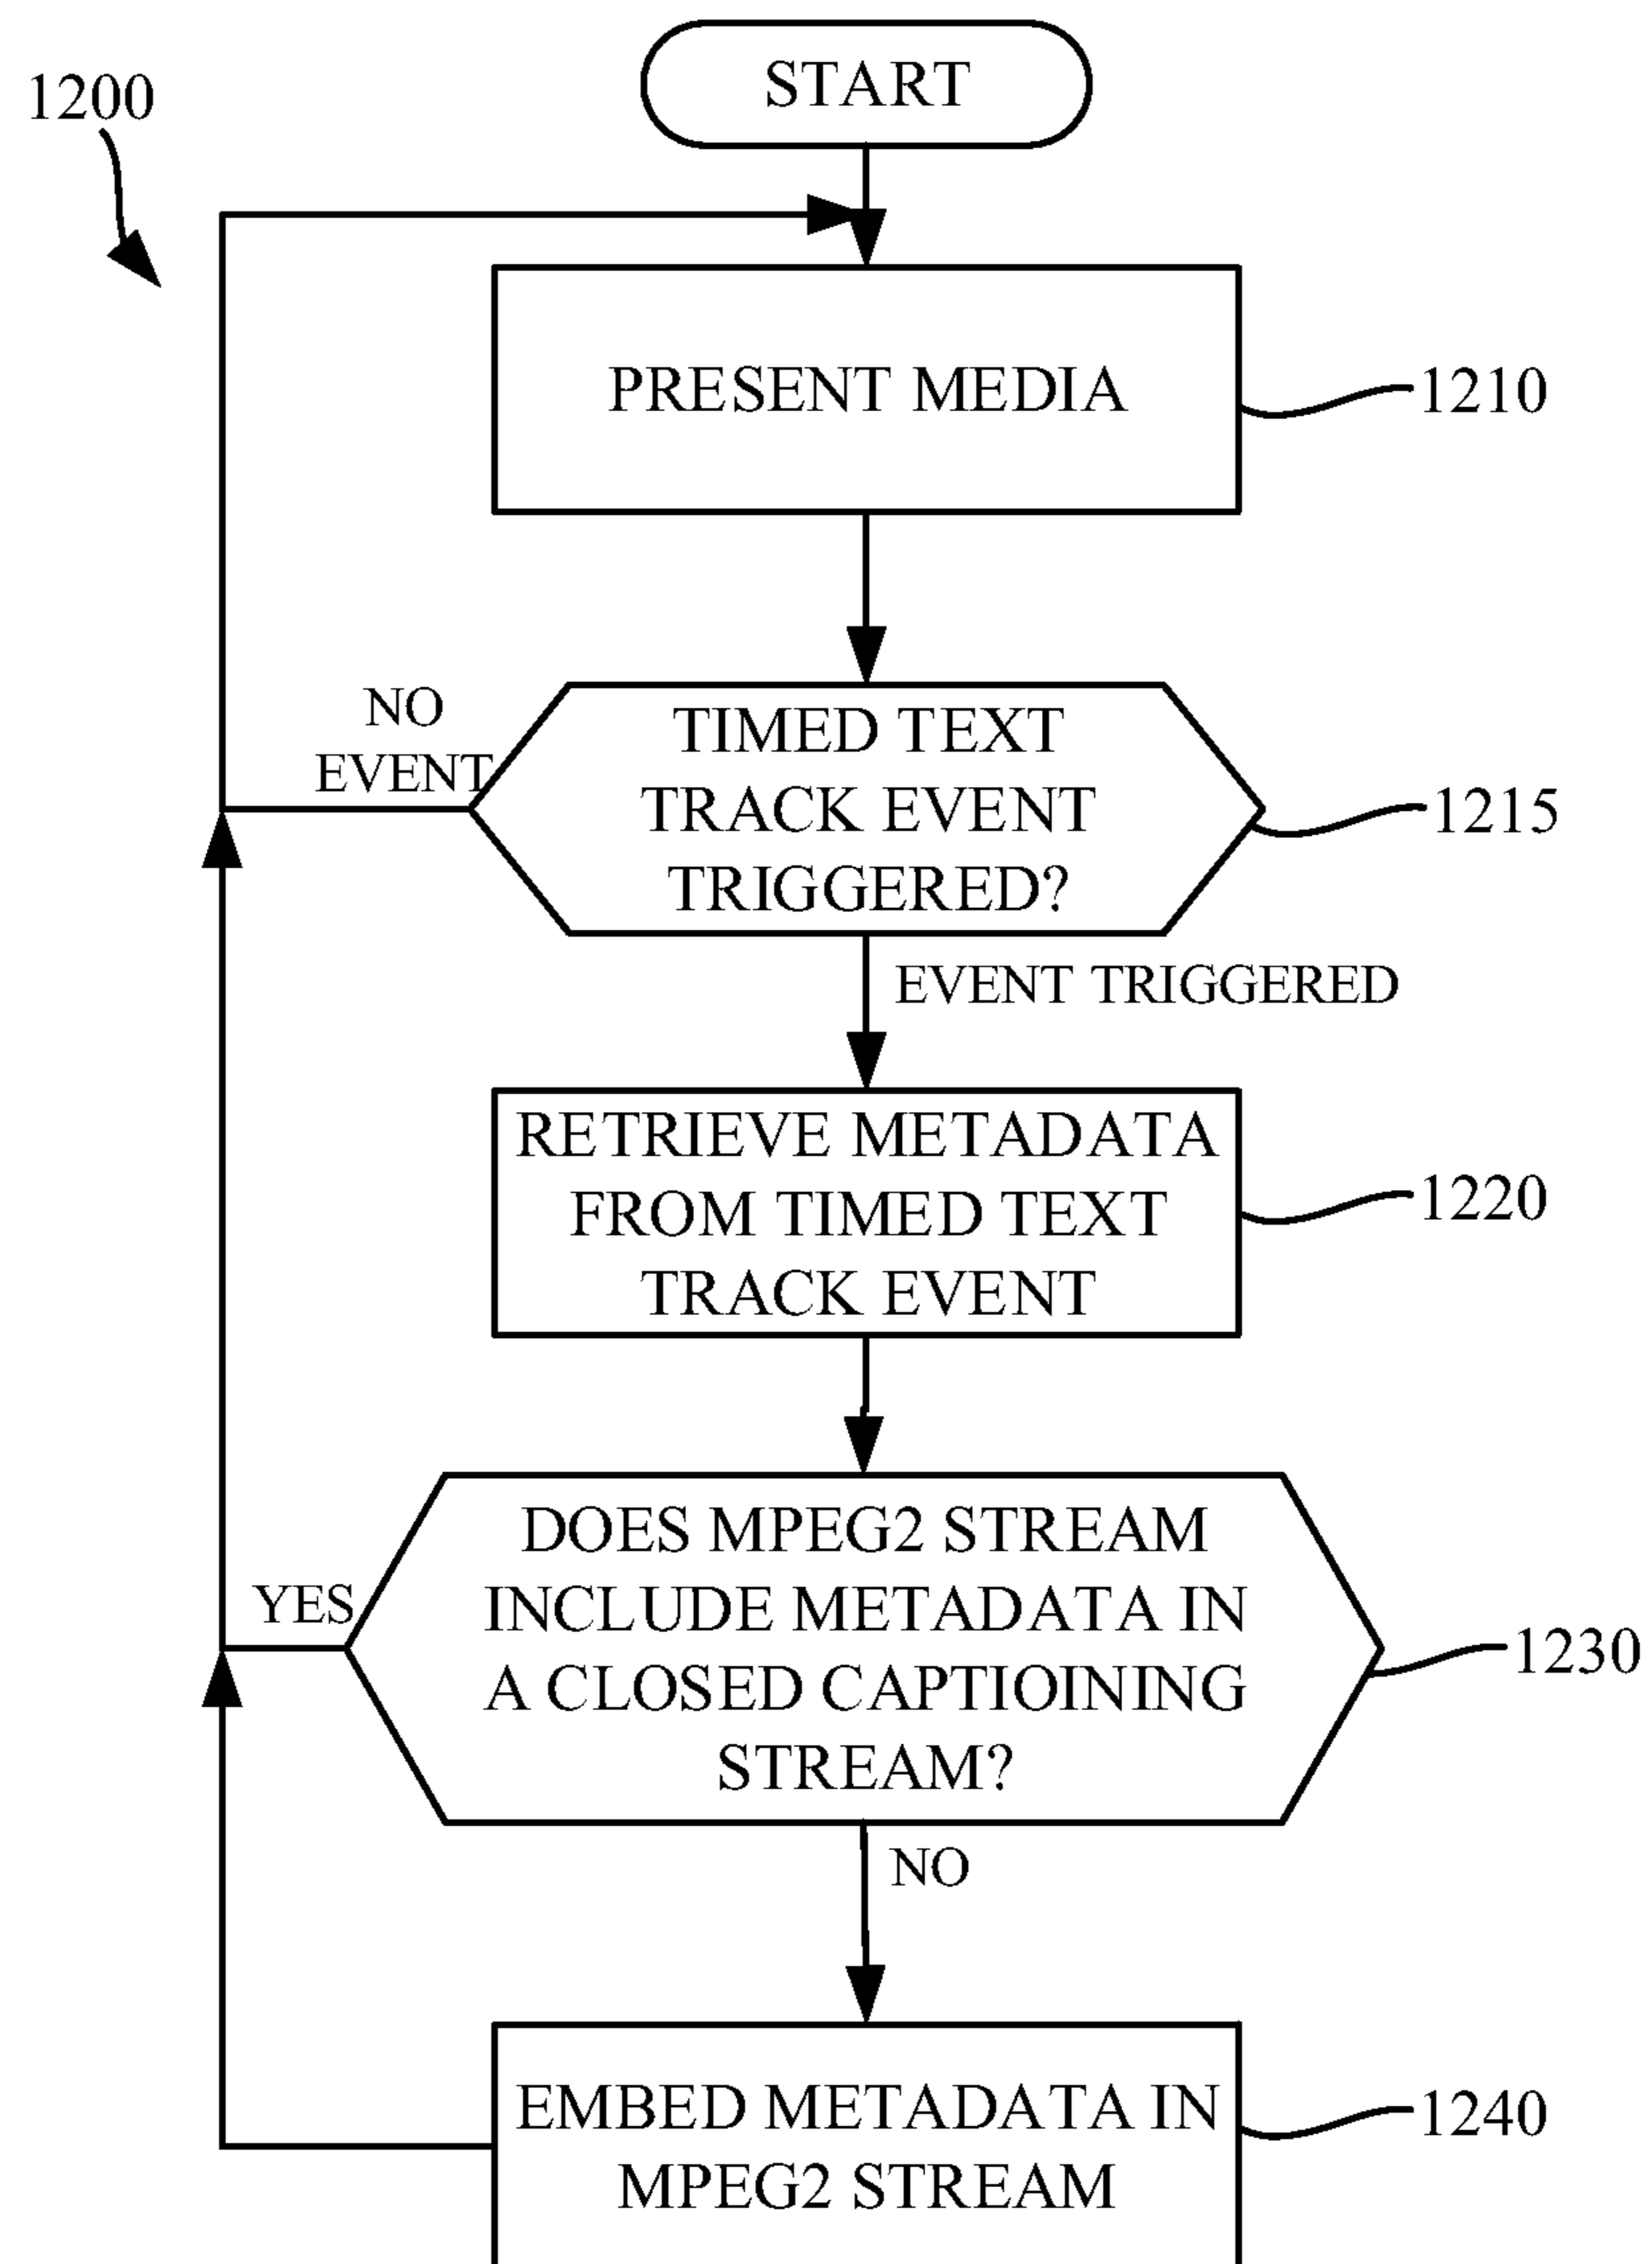 1200
START
PRESENT MEDIA
1210
NO
EVENT
TIMED TEXT
TRACK EVENT
TRIGGERED?
1215
EVENT TRIGGERED
RETRIEVE METADATA
FROM TIMED TEXT
TRACK EVENT
1220
DOES MPEG2 STREAM
INCLUDE METADATA IN
A CLOSED CAPTIOINING
STREAM?
YES
1230
NO
EMBED METADATA IN
MPEG2 STREAM
1240